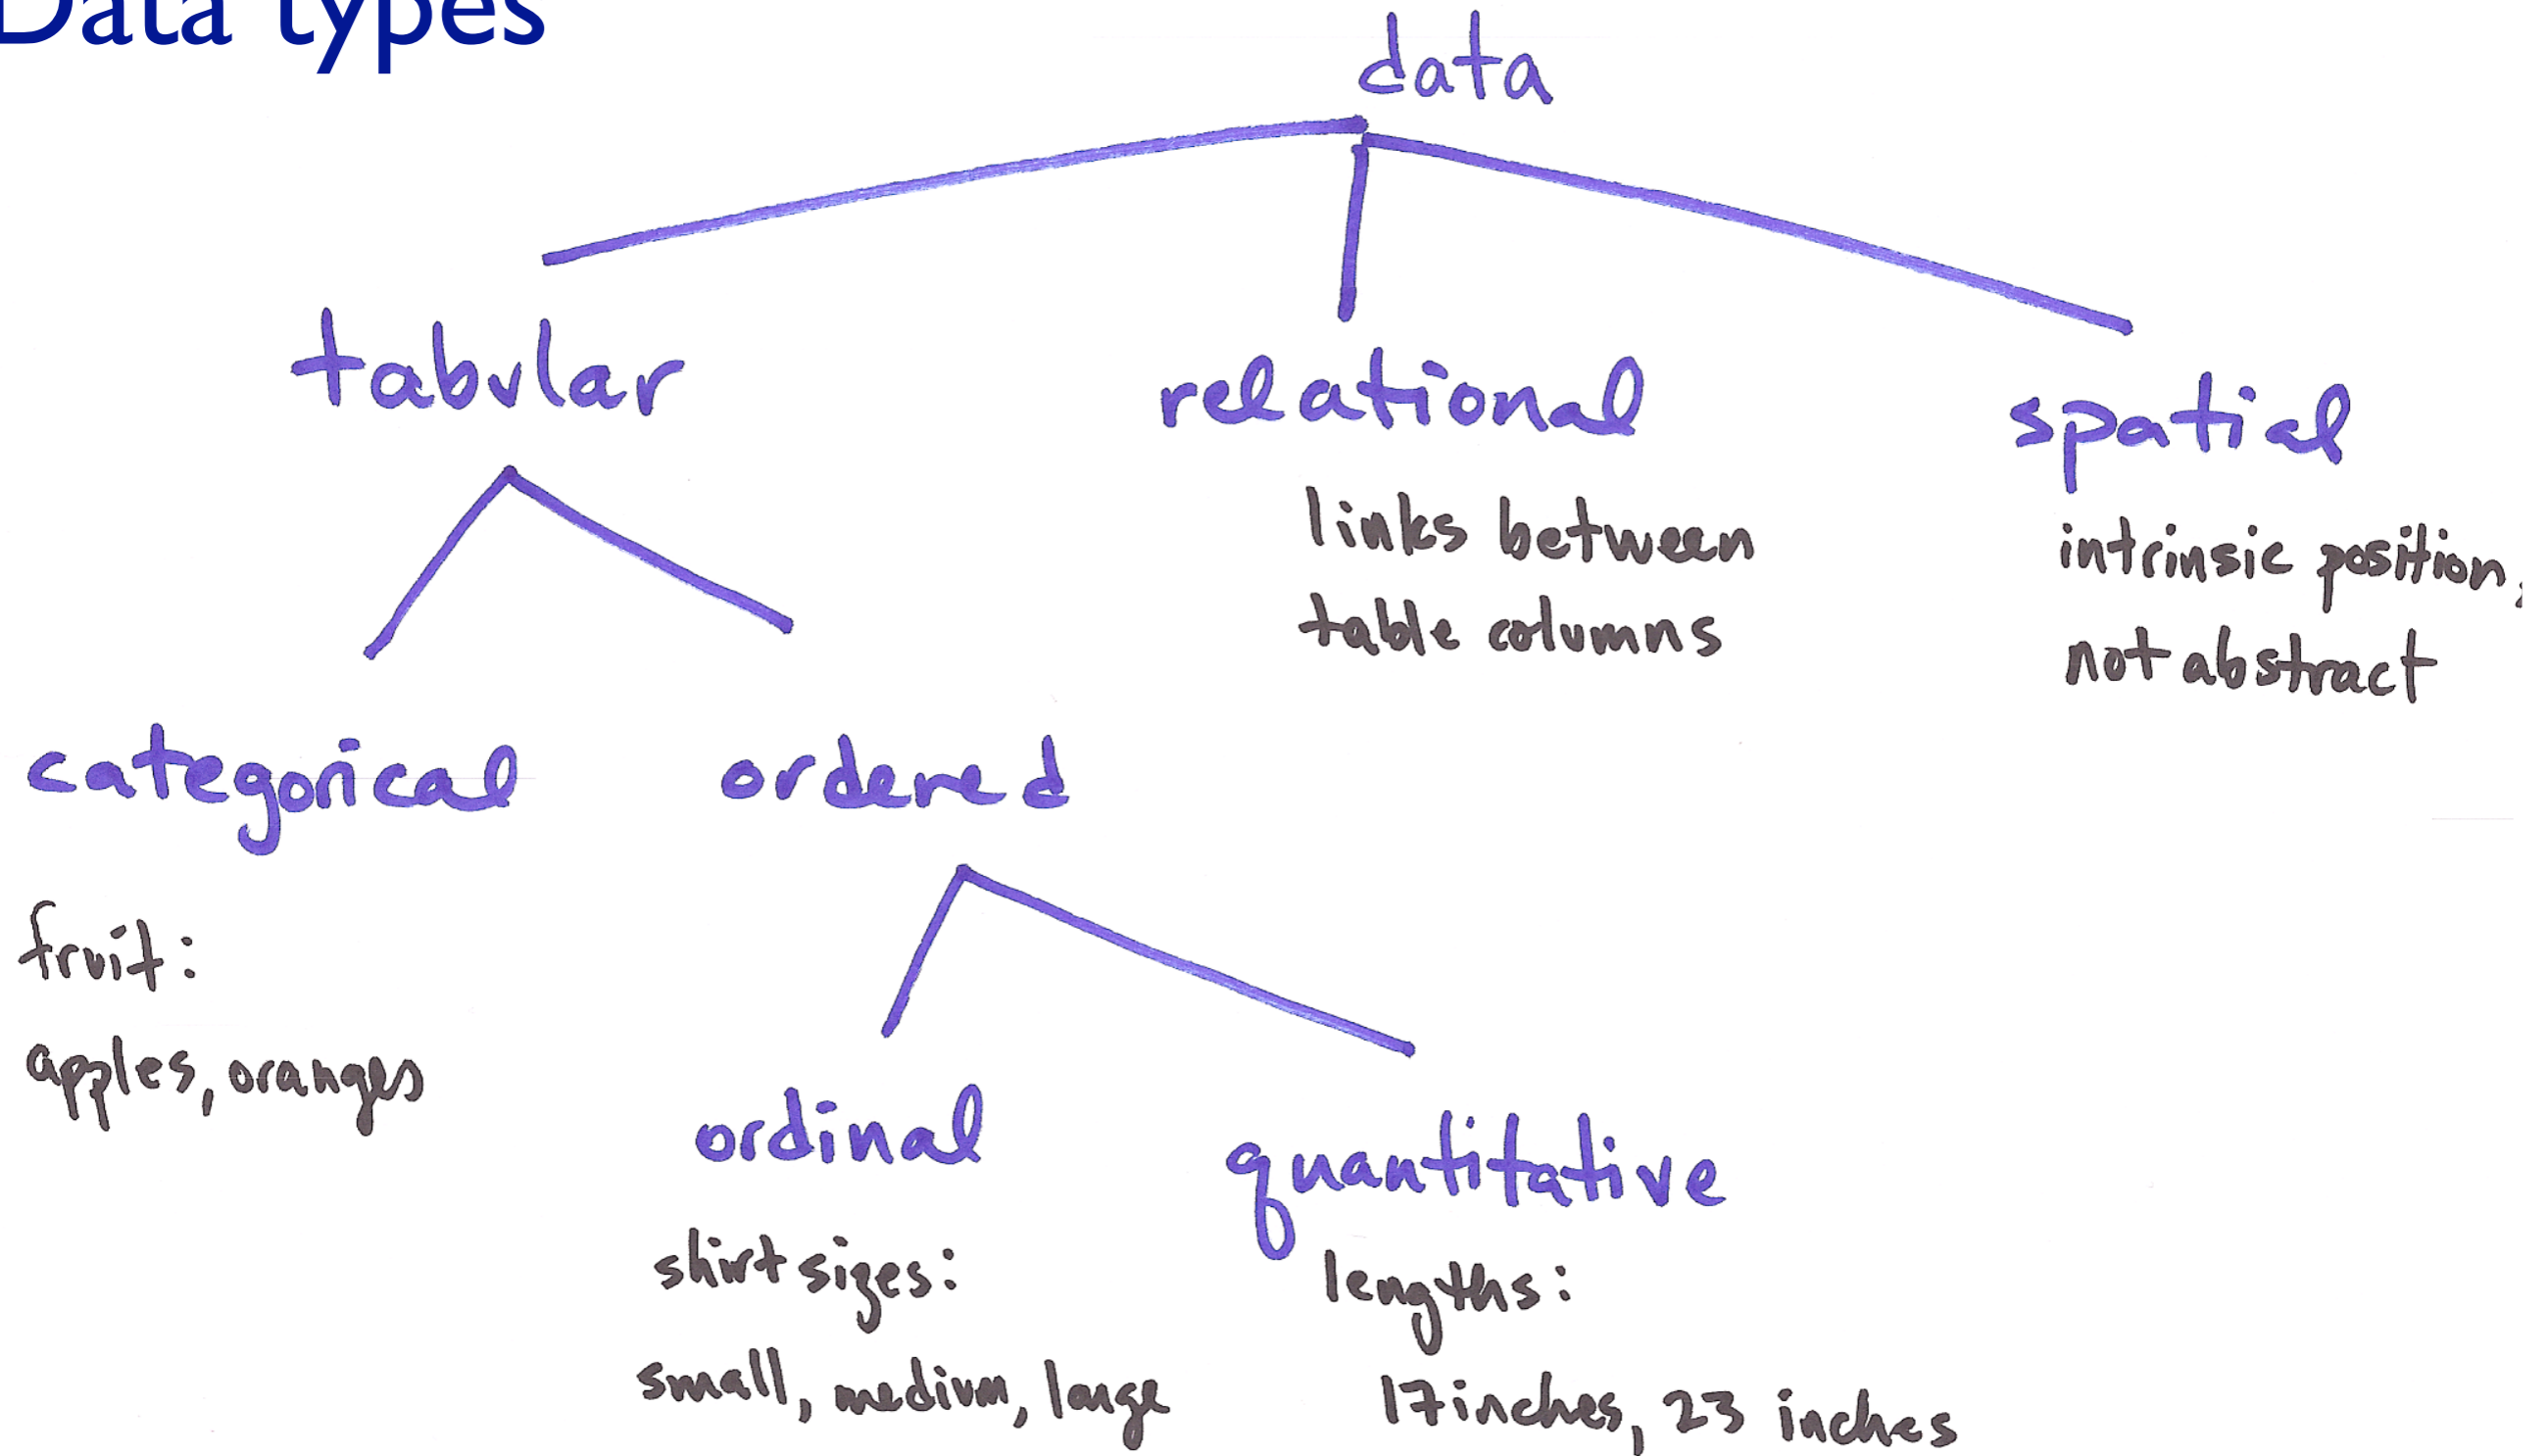 Data types
data
tabular
relational
spatial
links between
table columns
intrinsic position,
not abstract
categorical
ordered
fruit:
apples, oranges
ordinal
quantitative
shirt sizes:
small, medium, large
lengths:
17 inches, 23 inches